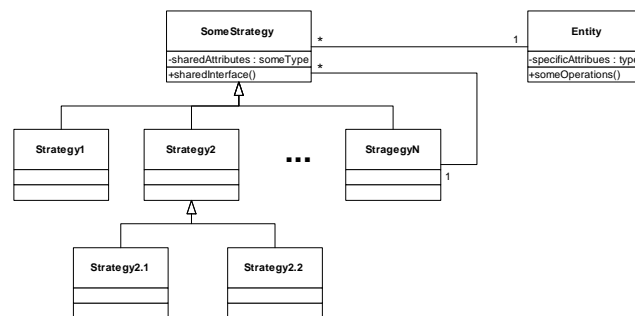 SomeStrategy
-sharedAttributes : someType
+sharedInterface()
*
*
1
Entity
-specificAttribues : type
+someOperations()
Strategy1
Strategy2
...
StragegyN
1
Strategy2.1
Strategy2.2